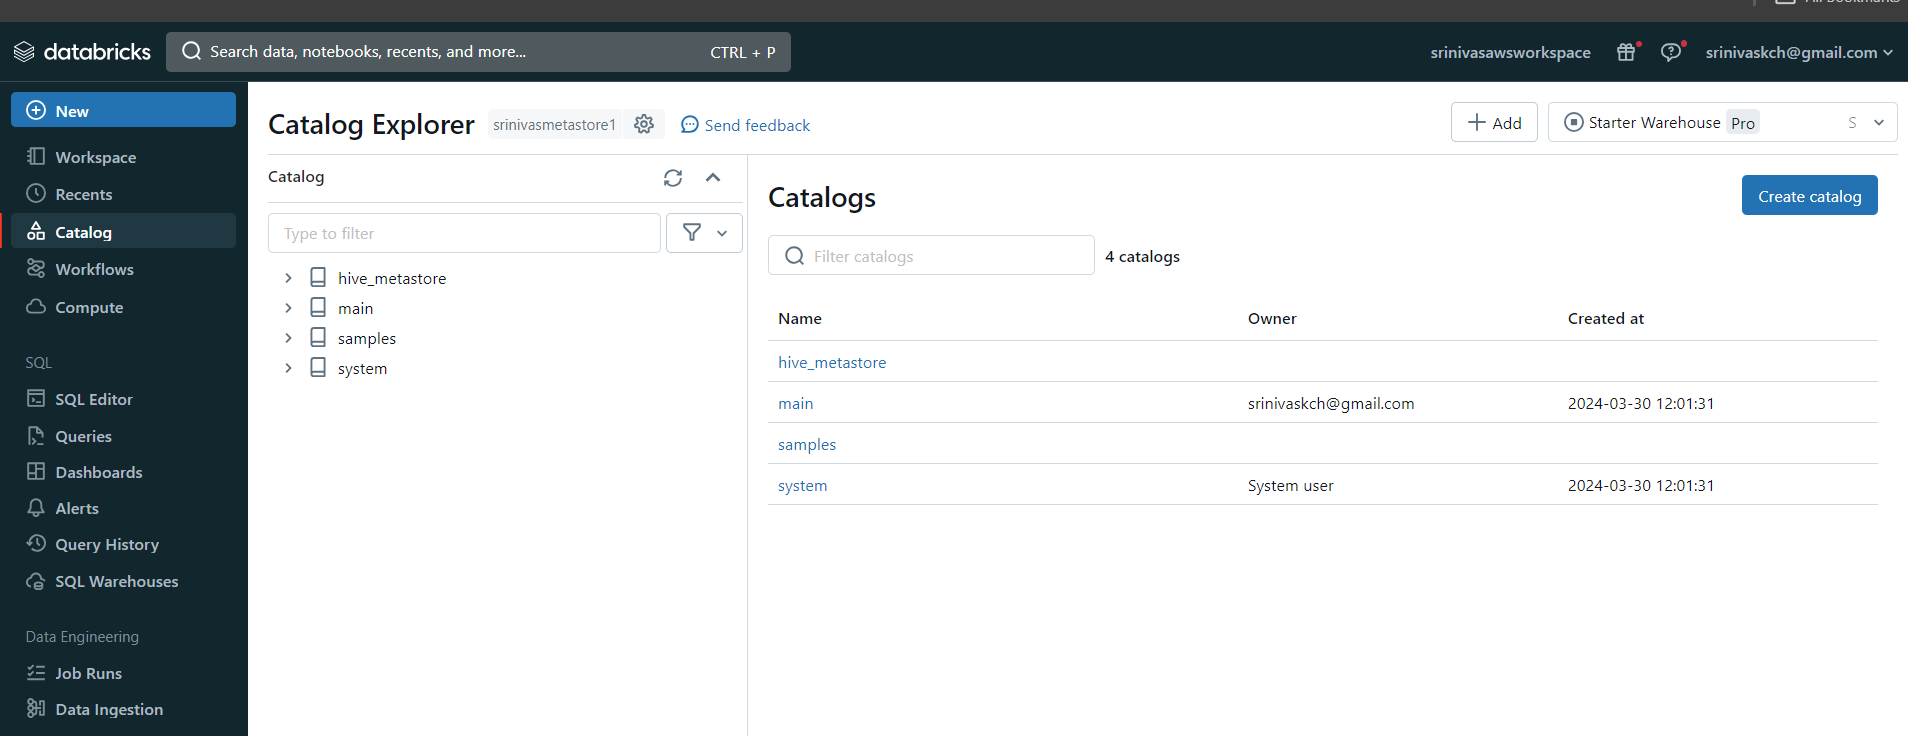 All Bookmarks
databricks
Search data, notebooks, recents, and more...
CTRL + P
srinivasawsworkspace
srinivaskch@gmail.com
New
Workspace
Recents
Catalog
Workflows
Compute
SQL
SQL Editor
Queries
Dashboards
Alerts
Query History
SQL Warehouses
Data Engineering
Job Runs
Data Ingestion
Catalog Explorer
srinivasmetastore1
Send feedback
Add
Starter Warehouse Pro S
Catalog
Type to filter
hive_metastore
main
samples
system
Catalogs
Create catalog
Filter catalogs
4 catalogs
Name Owner Created at
hive_metastore
main srinivaskch@gmail.com 2024-03-30 12:01:31
samples
system System user 2024-03-30 12:01:31